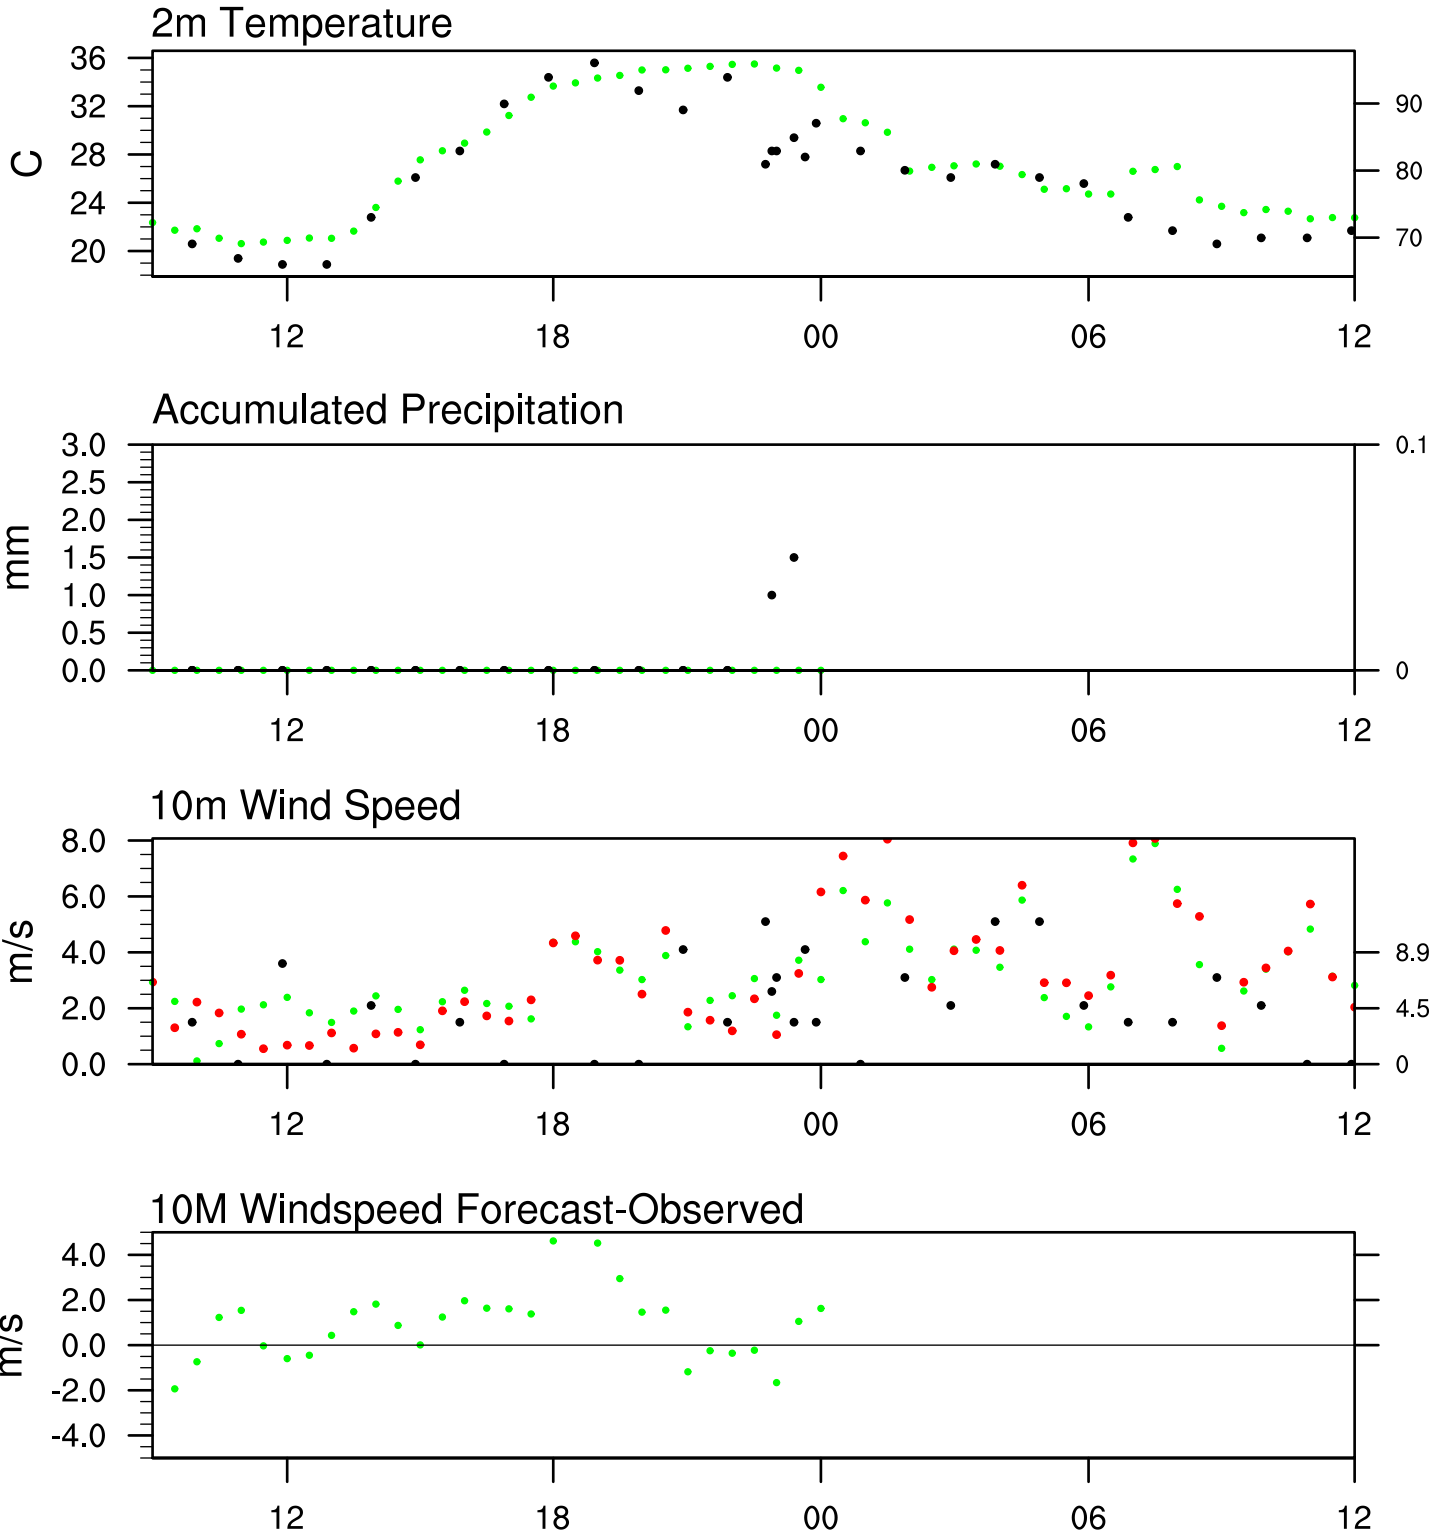 2m Temperature
36
32
28
24
20
C
90
80
70
12 18 00 06 12
Accumulated Precipitation
3.0
2.5
2.0
1.5
1.0
0.5
0.0
mm
0.1
0
12 18 00 06 12
10m Wind Speed
8.0
6.0
4.0
2.0
0.0
m/s
8.9
4.5
0
12 18 00 06 12
10M Windspeed Forecast-Observed
4.0
2.0
0.0
-2.0
-4.0
m/s
12 18 00 06 12